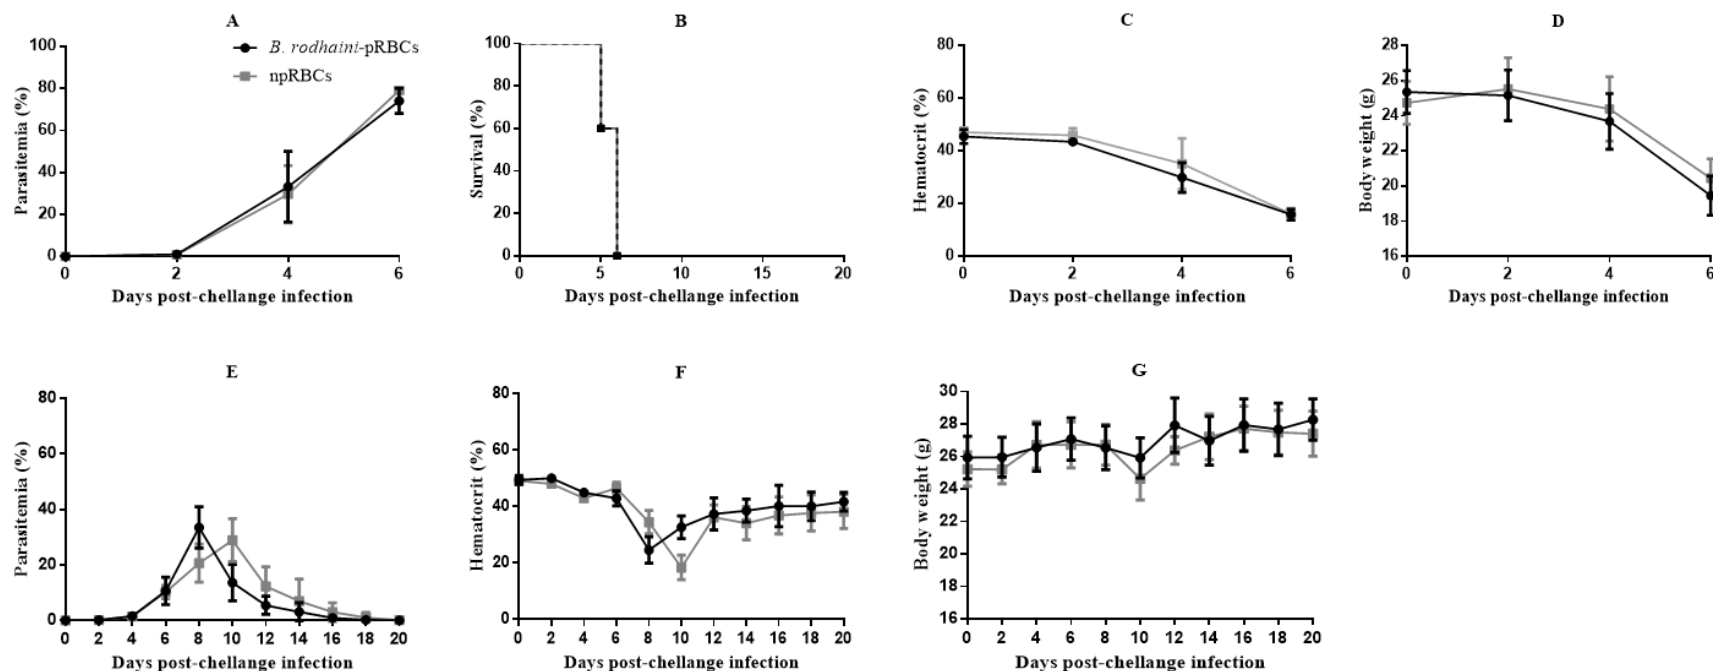 A
B
C
D
B. rodhaini-pRBCs
npRBCs
Parasitemia (%)
100
80
60
40
20
0
0 2 4 6
Days post-chellange infection
Survival (%)
100
80
60
40
20
0
0 5 10 15 20
Days post-chellange infection
Hematocrit (%)
80
60
40
20
0
0 2 4 6
Days post-chellange infection
Body weight (g)
28
26
24
22
20
18
16
0 2 4 6
Days post-chellange infection
E
F
G
Parasitemia (%)
80
60
40
20
0
0 2 4 6 8 10 12 14 16 18 20
Days post-chellange infection
Hematocrit (%)
80
60
40
20
0
0 2 4 6 8 10 12 14 16 18 20
Days post-chellange infection
Body weight (g)
30
28
26
24
22
20
18
16
0 2 4 6 8 10 12 14 16 18 20
Days post-chellange infection